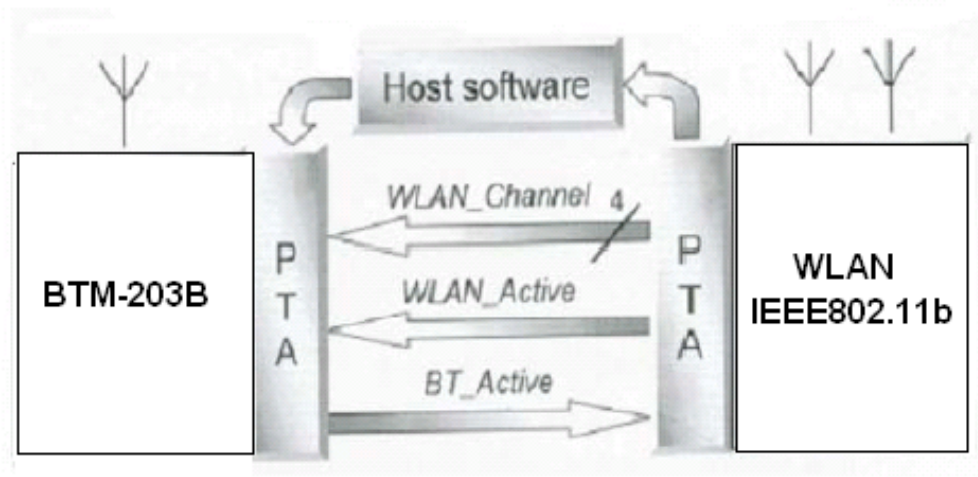 Host software
WLAN_Channel 4
WLAN_Active
BT_Active
BTM-203B
P
T
A
P
T
A
WLAN
IEEE802.11b